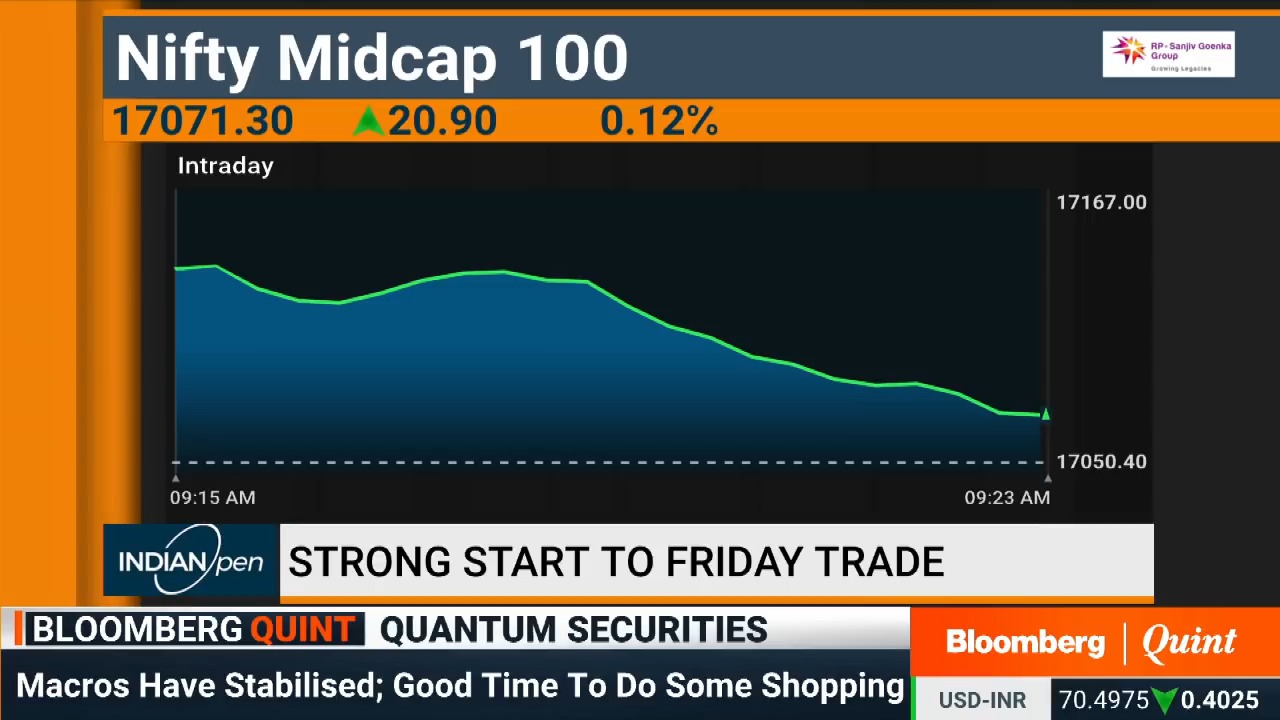 Nifty Midcap 100
RP-Sanjiv Goenka
Group
Growing Legacies
17071.30 20.90 0.12%
Intraday
17167.00
17050.40
09:15 AM 09:23 AM
INDIAN Open STRONG START TO FRIDAY TRADE
BLOOMBERG QUINT QUANTUM SECURITIES
Bloomberg | Quint
Macros Have Stabilised; Good Time To Do Some Shopping
USD-INR 70.4975 0.4025